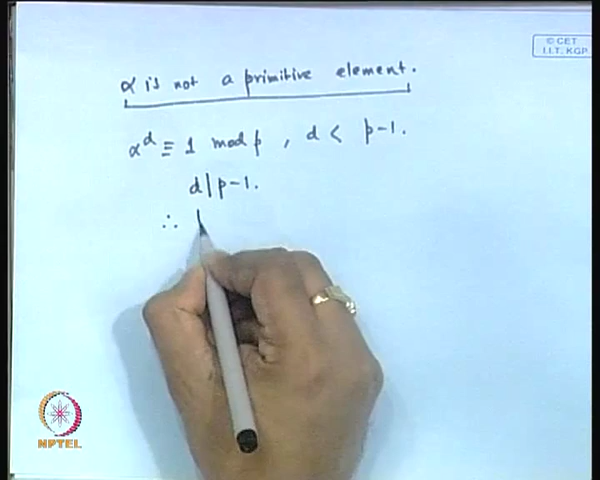 © CET
I.I.T. KGP
α is not a primitive element.
α^d ≡ 1 mod p , d < p-1.
d | p-1.
∴
NPTEL